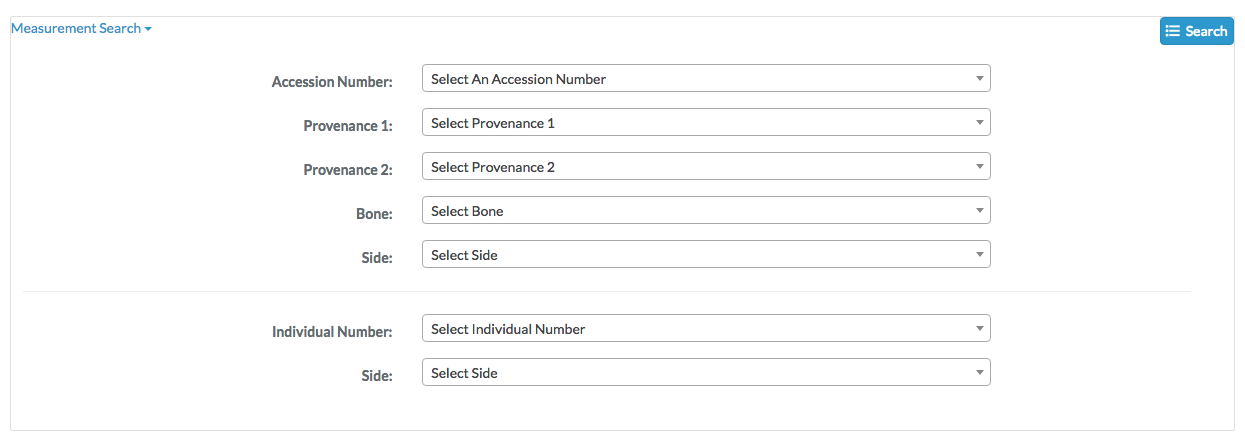 Measurement Search
Search
Accession Number: Select An Accession Number
Provenance 1: Select Provenance 1
Provenance 2: Select Provenance 2
Bone: Select Bone
Side: Select Side
Individual Number: Select Individual Number
Side: Select Side